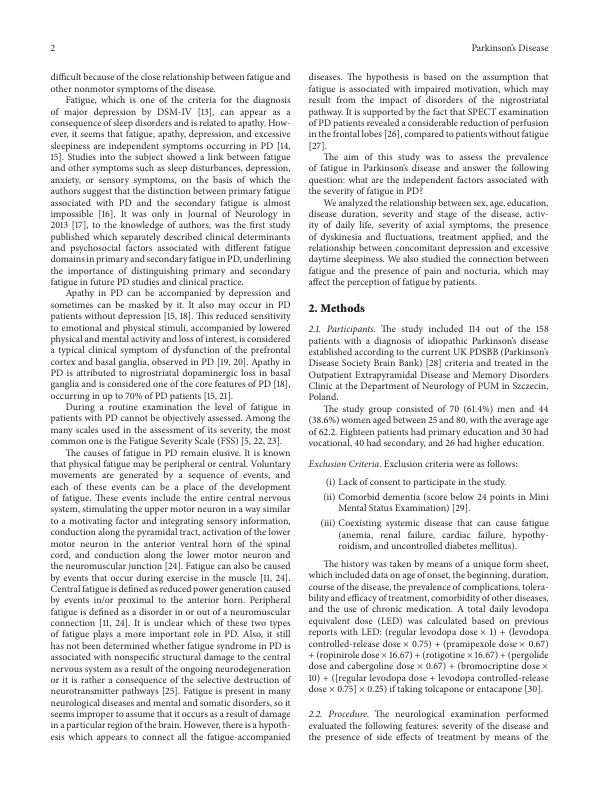 2
Parkinson's Disease
difficult because of the close relationship between fatigue and
other nonmotor symptoms of the disease.
Fatigue, which is one of the criteria for the diagnosis
of major depression by DSM-IV [13], can appear as a
consequence of sleep disorders and is related to apathy. How-
ever, it seems that fatigue, apathy, depression, and excessive
sleepiness are independent symptoms occurring in PD [14,
15]. Studies into the subject showed a link between fatigue
and other symptoms such as sleep disturbances, depression,
anxiety, or sensory symptoms, on the basis of which the
authors suggest that the distinction between primary fatigue
associated with PD and the secondary fatigue is almost
impossible [16]. It was only in Journal of Neurology in
2013 [17], to the knowledge of authors, was the first study
published which separately described clinical determinants
and psychosocial factors associated with different fatigue
domains in primary and secondary fatigue in PD, underlining
the importance of distinguishing primary and secondary
fatigue in future PD studies and clinical practice.
Apathy in PD can be accompanied by depression and
sometimes can be masked by it. It also may occur in PD
patients without depression [15, 18]. This reduced sensitivity
to emotional and physical stimuli, accompanied by lowered
physical and mental activity and loss of interest, is considered
a typical clinical symptom of dysfunction of the prefrontal
cortex and basal ganglia, observed in PD [19, 20]. Apathy in
PD is attributed to nigrostriatal dopaminergic loss in basal
ganglia and is considered one of the core features of PD [18],
occurring in up to 70% of PD patients [15, 21].
During a routine examination the level of fatigue in
patients with PD cannot be objectively assessed. Among the
many scales used in the assessment of its severity, the most
common one is the Fatigue Severity Scale (FSS) [5, 22, 23].
The causes of fatigue in PD remain elusive. It is known
that physical fatigue may be peripheral or central. Voluntary
movements are generated by a sequence of events, and
each of these events can be a place of the development
of fatigue. These events include the entire central nervous
system, stimulating the upper motor neuron in a way similar
to a motivating factor and integrating sensory information,
conduction along the pyramidal tract, activation of the lower
motor neuron in the anterior ventral horn of the spinal
cord, and conduction along the lower motor neuron and
the neuromuscular junction [24]. Fatigue can also be caused
by events that occur during exercise in the muscle [11, 24].
Central fatigue is defined as reduced power generation caused
by events in/or proximal to the anterior horn. Peripheral
fatigue is defined as a disorder in or out of a neuromuscular
connection [11, 24]. It is unclear which of these two types
of fatigue plays a more important role in PD. Also, it still
has not been determined whether fatigue syndrome in PD is
associated with nonspecific structural damage to the central
nervous system as a result of the ongoing neurodegeneration
or it is rather a consequence of the selective destruction of
neurotransmitter pathways [25]. Fatigue is present in many
neurological diseases and mental and somatic disorders, so it
seems improper to assume that it occurs as a result of damage
in a particular region of the brain. However, there is a hypoth-
esis which appears to connect all the fatigue-accompanied
diseases. The hypothesis is based on the assumption that
fatigue is associated with impaired motivation, which may
result from the impact of disorders of the nigrostriatal
pathway. It is supported by the fact that SPECT examination
of PD patients revealed a considerable reduction of perfusion
in the frontal lobes [26], compared to patients without fatigue
[27].
The aim of this study was to assess the prevalence
of fatigue in Parkinson's disease and answer the following
question: what are the independent factors associated with
the severity of fatigue in PD?
We analyzed the relationship between sex, age, education,
disease duration, severity and stage of the disease, activ-
ity of daily life, severity of axial symptoms, the presence
of dyskinesia and fluctuations, treatment applied, and the
relationship between concomitant depression and excessive
daytime sleepiness. We also studied the connection between
fatigue and the presence of pain and nocturia, which may
affect the perception of fatigue by patients.
2. Methods
2.1. Participants. The study included 114 out of the 158
patients with a diagnosis of idiopathic Parkinson's disease
established according to the current UK PDSBB (Parkinson's
Disease Society Brain Bank) [28] criteria and treated in the
Outpatient Extrapyramidal Disease and Memory Disorders
Clinic at the Department of Neurology of PUM in Szczecin,
Poland.
The study group consisted of 70 (61.4%) men and 44
(38.6%) women aged between 25 and 80, with the average age
of 62.2. Eighteen patients had primary education and 30 had
vocational, 40 had secondary, and 26 had higher education.
Exclusion Criteria. Exclusion criteria were as follows:
(i) Lack of consent to participate in the study.
(ii) Comorbid dementia (score below 24 points in Mini
Mental Status Examination) [29].
(iii) Coexisting systemic disease that can cause fatigue
(anemia, renal failure, cardiac failure, hypothy-
roidism, and uncontrolled diabetes mellitus).
The history was taken by means of a unique form sheet,
which included data on age of onset, the beginning, duration,
course of the disease, the prevalence of complications, tolera-
bility and efficacy of treatment, comorbidity of other diseases,
and the use of chronic medication. A total daily levodopa
equivalent dose (LED) was calculated based on previous
reports with LED: (regular levodopa dose × 1) + (levodopa
controlled-release dose × 0.75) + (pramipexole dose × 0.67)
+ (ropinirole dose × 16.67) + (rotigotine × 16.67) + (pergolide
dose and cabergoline dose × 0.67) + (bromocriptine dose ×
10) + ([regular levodopa dose + levodopa controlled-release
dose × 0.75] × 0.25) if taking tolcapone or entacapone [30].
2.2. Procedure. The neurological examination performed
evaluated the following features: severity of the disease and
the presence of side effects of treatment by means of the